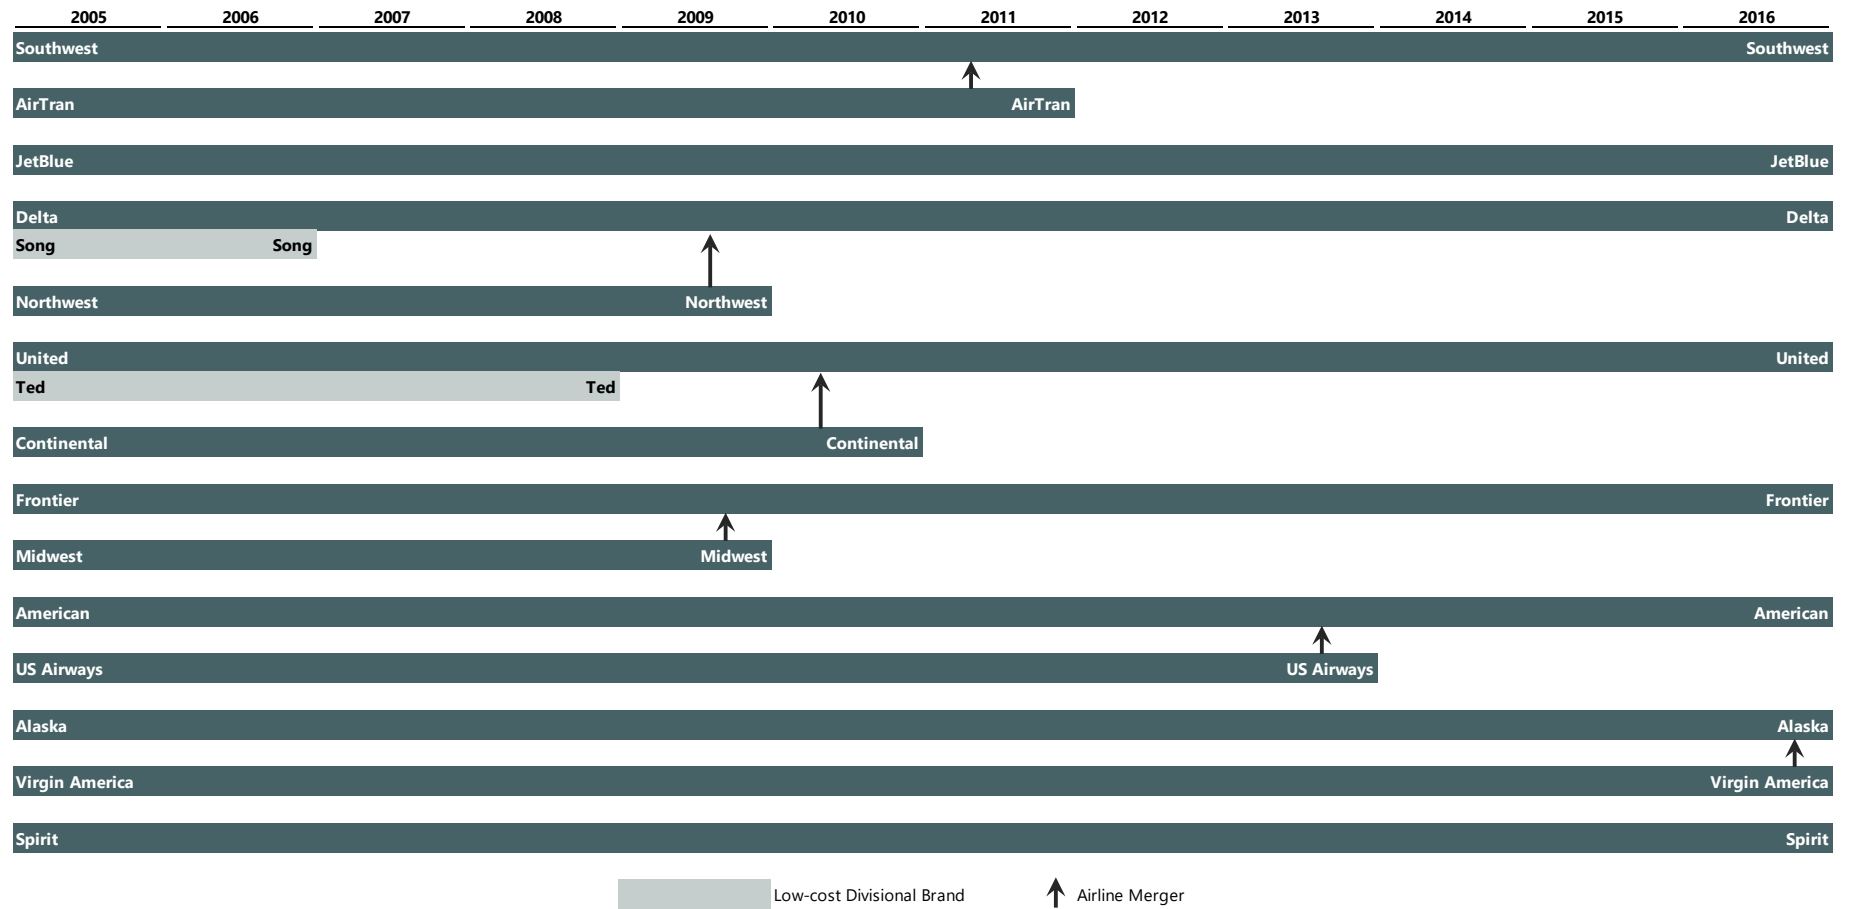 2005 2006 2007 2008 2009 2010 2011 2012 2013 2014 2015 2016
Southwest Southwest
AirTran AirTran
JetBlue JetBlue
Delta Delta
Song Song
Northwest Northwest
United United
Ted Ted
Continental Continental
Frontier Frontier
Midwest Midwest
American American
US Airways US Airways
Alaska Alaska
Virgin America Virgin America
Spirit Spirit
Low-cost Divisional Brand Airline Merger